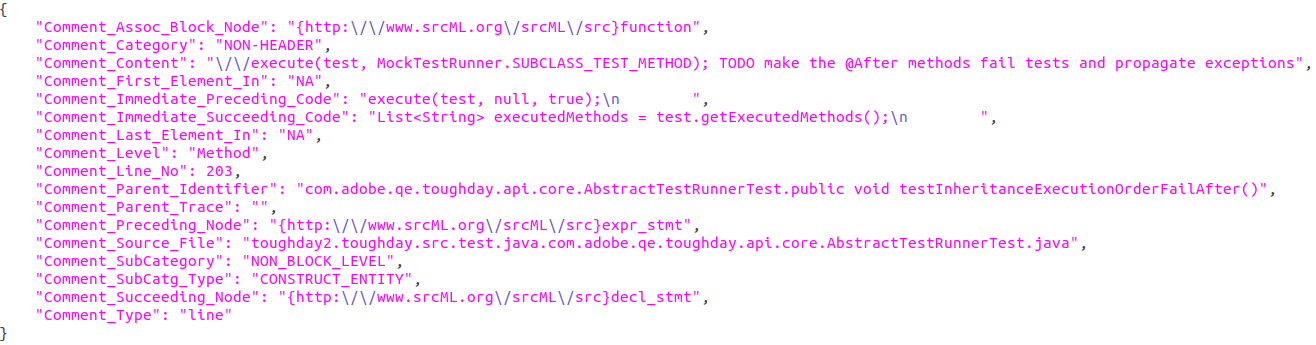 {
    "Comment_Assoc_Block_Node": "{http:\/\/www.srcML.org\/srcML\/src}function",
    "Comment_Category": "NON-HEADER",
    "Comment_Content": "\/\/execute(test, MockTestRunner.SUBCLASS_TEST_METHOD); TODO make the @After methods fail tests and propagate exceptions",
    "Comment_First_Element_In": "NA",
    "Comment_Immediate_Preceding_Code": "execute(test, null, true);\n        ",
    "Comment_Immediate_Succeeding_Code": "List<String> executedMethods = test.getExecutedMethods();\n        ",
    "Comment_Last_Element_In": "NA",
    "Comment_Level": "Method",
    "Comment_Line_No": 203,
    "Comment_Parent_Identifier": "com.adobe.qe.toughday.api.core.AbstractTestRunnerTest.public void testInheritanceExecutionOrderFailAfter()",
    "Comment_Parent_Trace": "",
    "Comment_Preceding_Node": "{http:\/\/www.srcML.org\/srcML\/src}expr_stmt",
    "Comment_Source_File": "toughday2.toughday.src.test.java.com.adobe.qe.toughday.api.core.AbstractTestRunnerTest.java",
    "Comment_SubCategory": "NON_BLOCK_LEVEL",
    "Comment_SubCatg_Type": "CONSTRUCT_ENTITY",
    "Comment_Succeeding_Node": "{http:\/\/www.srcML.org\/srcML\/src}decl_stmt",
    "Comment_Type": "line"
}